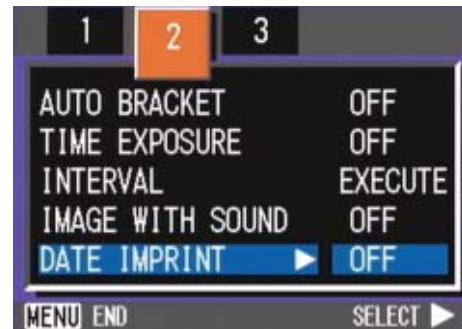 1 2 3
AUTO BRACKET OFF
TIME EXPOSURE OFF
INTERVAL EXECUTE
IMAGE WITH SOUND OFF
DATE IMPRINT ▶ OFF
MENU END SELECT ▶